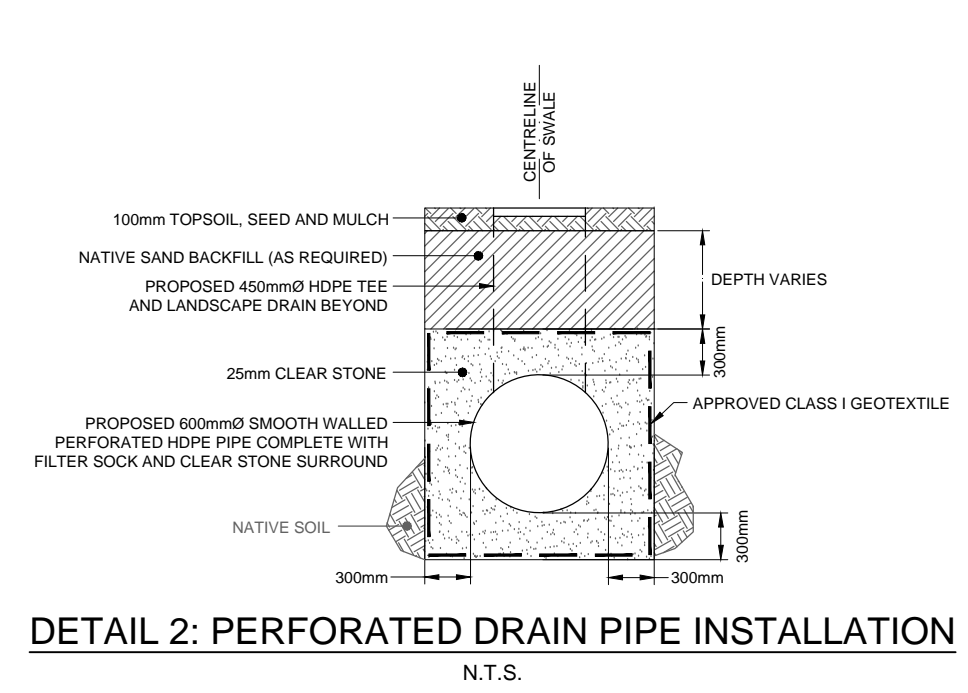 CENTRELINE
OF SWALE
100mm TOPSOIL, SEED AND MULCH
NATIVE SAND BACKFILL (AS REQUIRED)
PROPOSED 450mmØ HDPE TEE
AND LANDSCAPE DRAIN BEYOND
DEPTH VARIES
300mm
25mm CLEAR STONE
APPROVED CLASS I GEOTEXTILE
PROPOSED 600mmØ SMOOTH WALLED
PERFORATED HDPE PIPE COMPLETE WITH
FILTER SOCK AND CLEAR STONE SURROUND
NATIVE SOIL
300mm
300mm
300mm
DETAIL 2: PERFORATED DRAIN PIPE INSTALLATION
N.T.S.